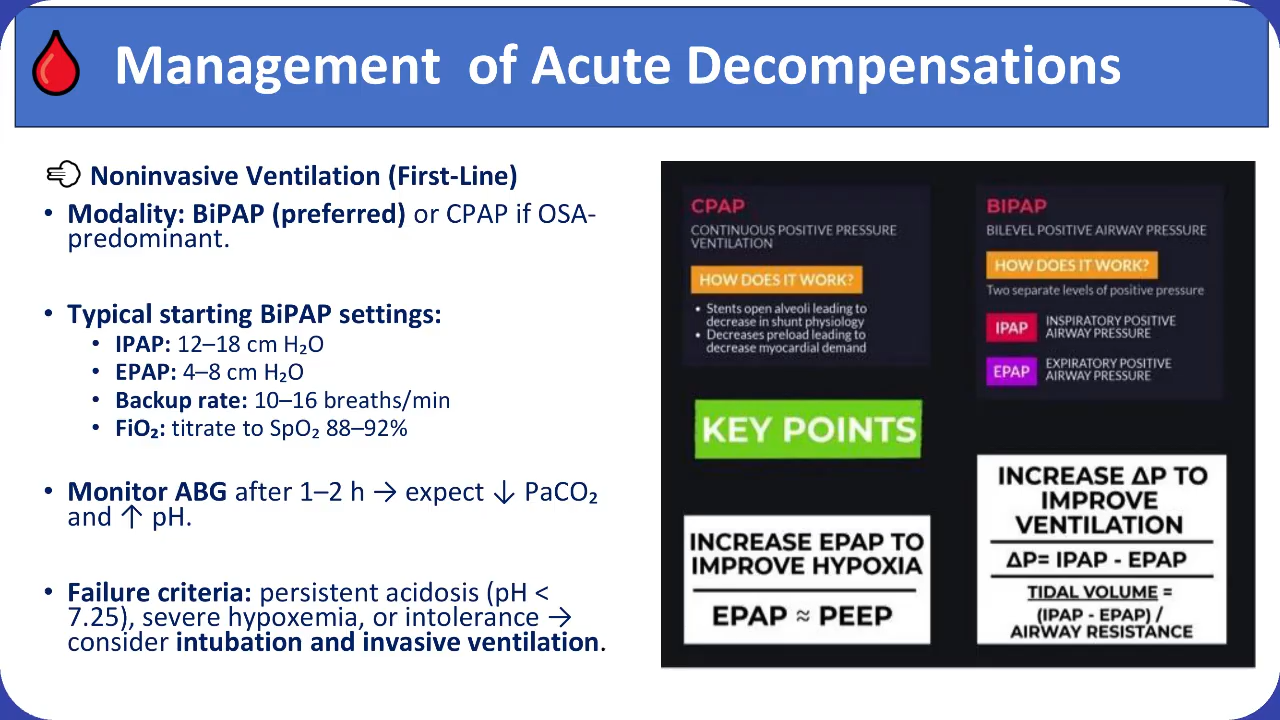 Management  of Acute Decompensations
Noninvasive Ventilation (First-Line)
• Modality: BiPAP (preferred) or CPAP if OSA-
predominant.
• Typical starting BiPAP settings:
• IPAP: 12–18 cm H₂O
• EPAP: 4–8 cm H₂O
• Backup rate: 10–16 breaths/min
• FiO₂: titrate to SpO₂ 88–92%
• Monitor ABG after 1–2 h → expect ↓ PaCO₂
and ↑ pH.
• Failure criteria: persistent acidosis (pH <
7.25), severe hypoxemia, or intolerance →
consider intubation and invasive ventilation.
CPAP
CONTINUOUS POSITIVE PRESSURE
VENTILATION
HOW DOES IT WORK?
• Stents open alveoli leading to
decrease in shunt physiology
• Decreases preload leading to
decrease myocardial demand
KEY POINTS
INCREASE EPAP TO
IMPROVE HYPOXIA
EPAP ≈ PEEP
BIPAP
BILEVEL POSITIVE AIRWAY PRESSURE
HOW DOES IT WORK?
Two separate levels of positive pressure
IPAP
INSPIRATORY POSITIVE
AIRWAY PRESSURE
EPAP
EXPIRATORY POSITIVE
AIRWAY PRESSURE
INCREASE ΔP TO
IMPROVE
VENTILATION
ΔP= IPAP - EPAP
TIDAL VOLUME =
(IPAP - EPAP) /
AIRWAY RESISTANCE